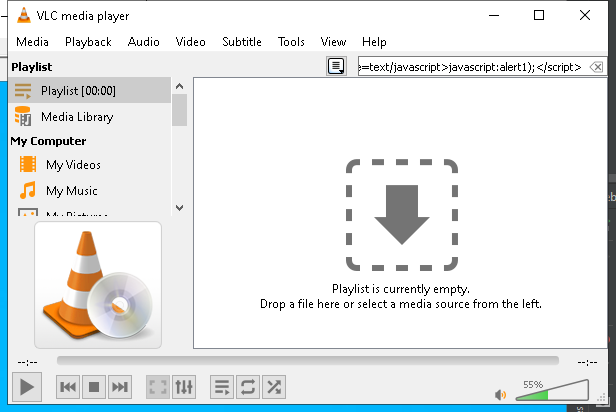 VLC media player
Media Playback Audio Video Subtitle Tools View Help
Playlist
e=text/javascript>javascript:alert1);</script>
Playlist [00:00]
Media Library
My Computer
My Videos
My Music
My Pictures
Playlist is currently empty.
Drop a file here or select a media source from the left.
--:-- --:--
55%